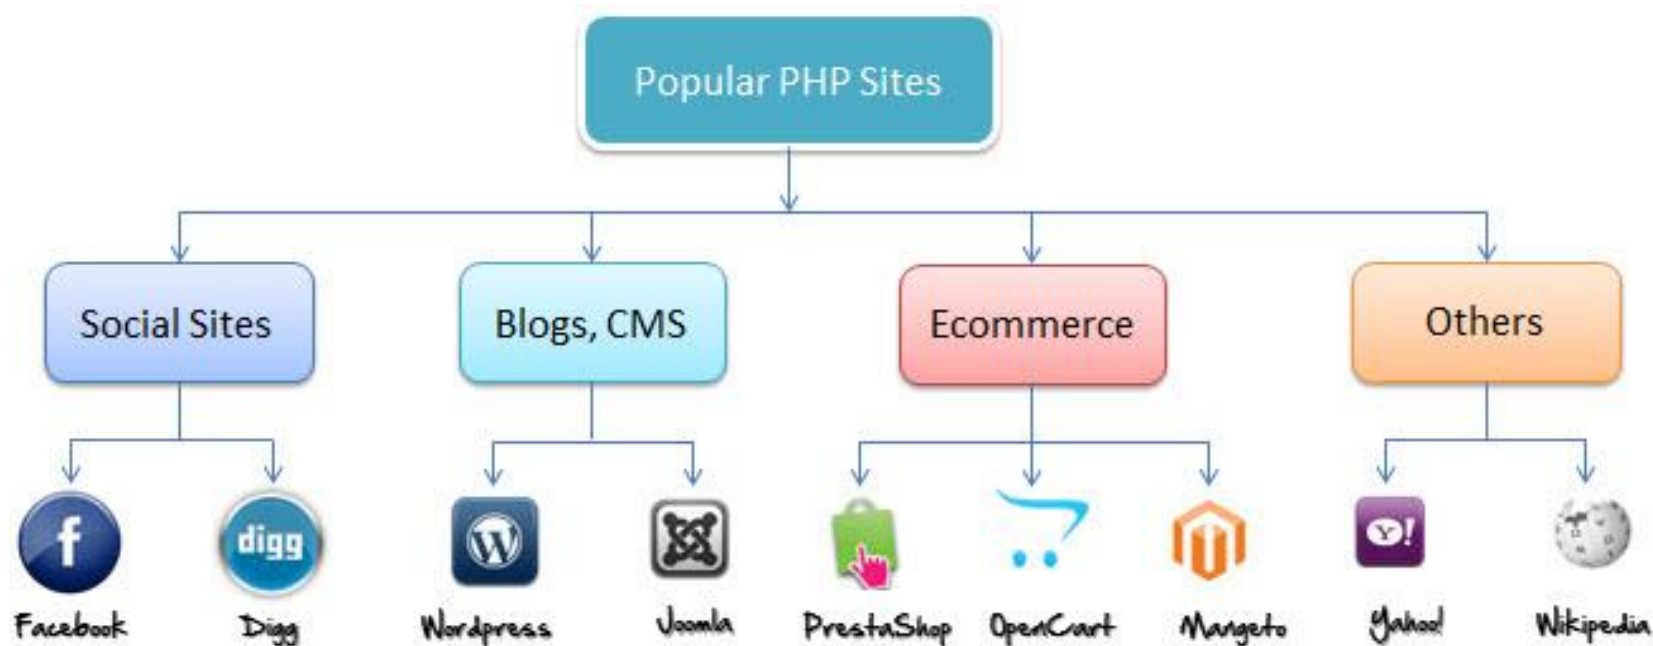 Popular PHP Sites
Social Sites
Blogs, CMS
Ecommerce
Others
f
digg
W
Y!
Facebook
Digg
Wordpress
Joomla
PrestaShop
OpenCart
Mangeto
Yahoo!
Wikipedia